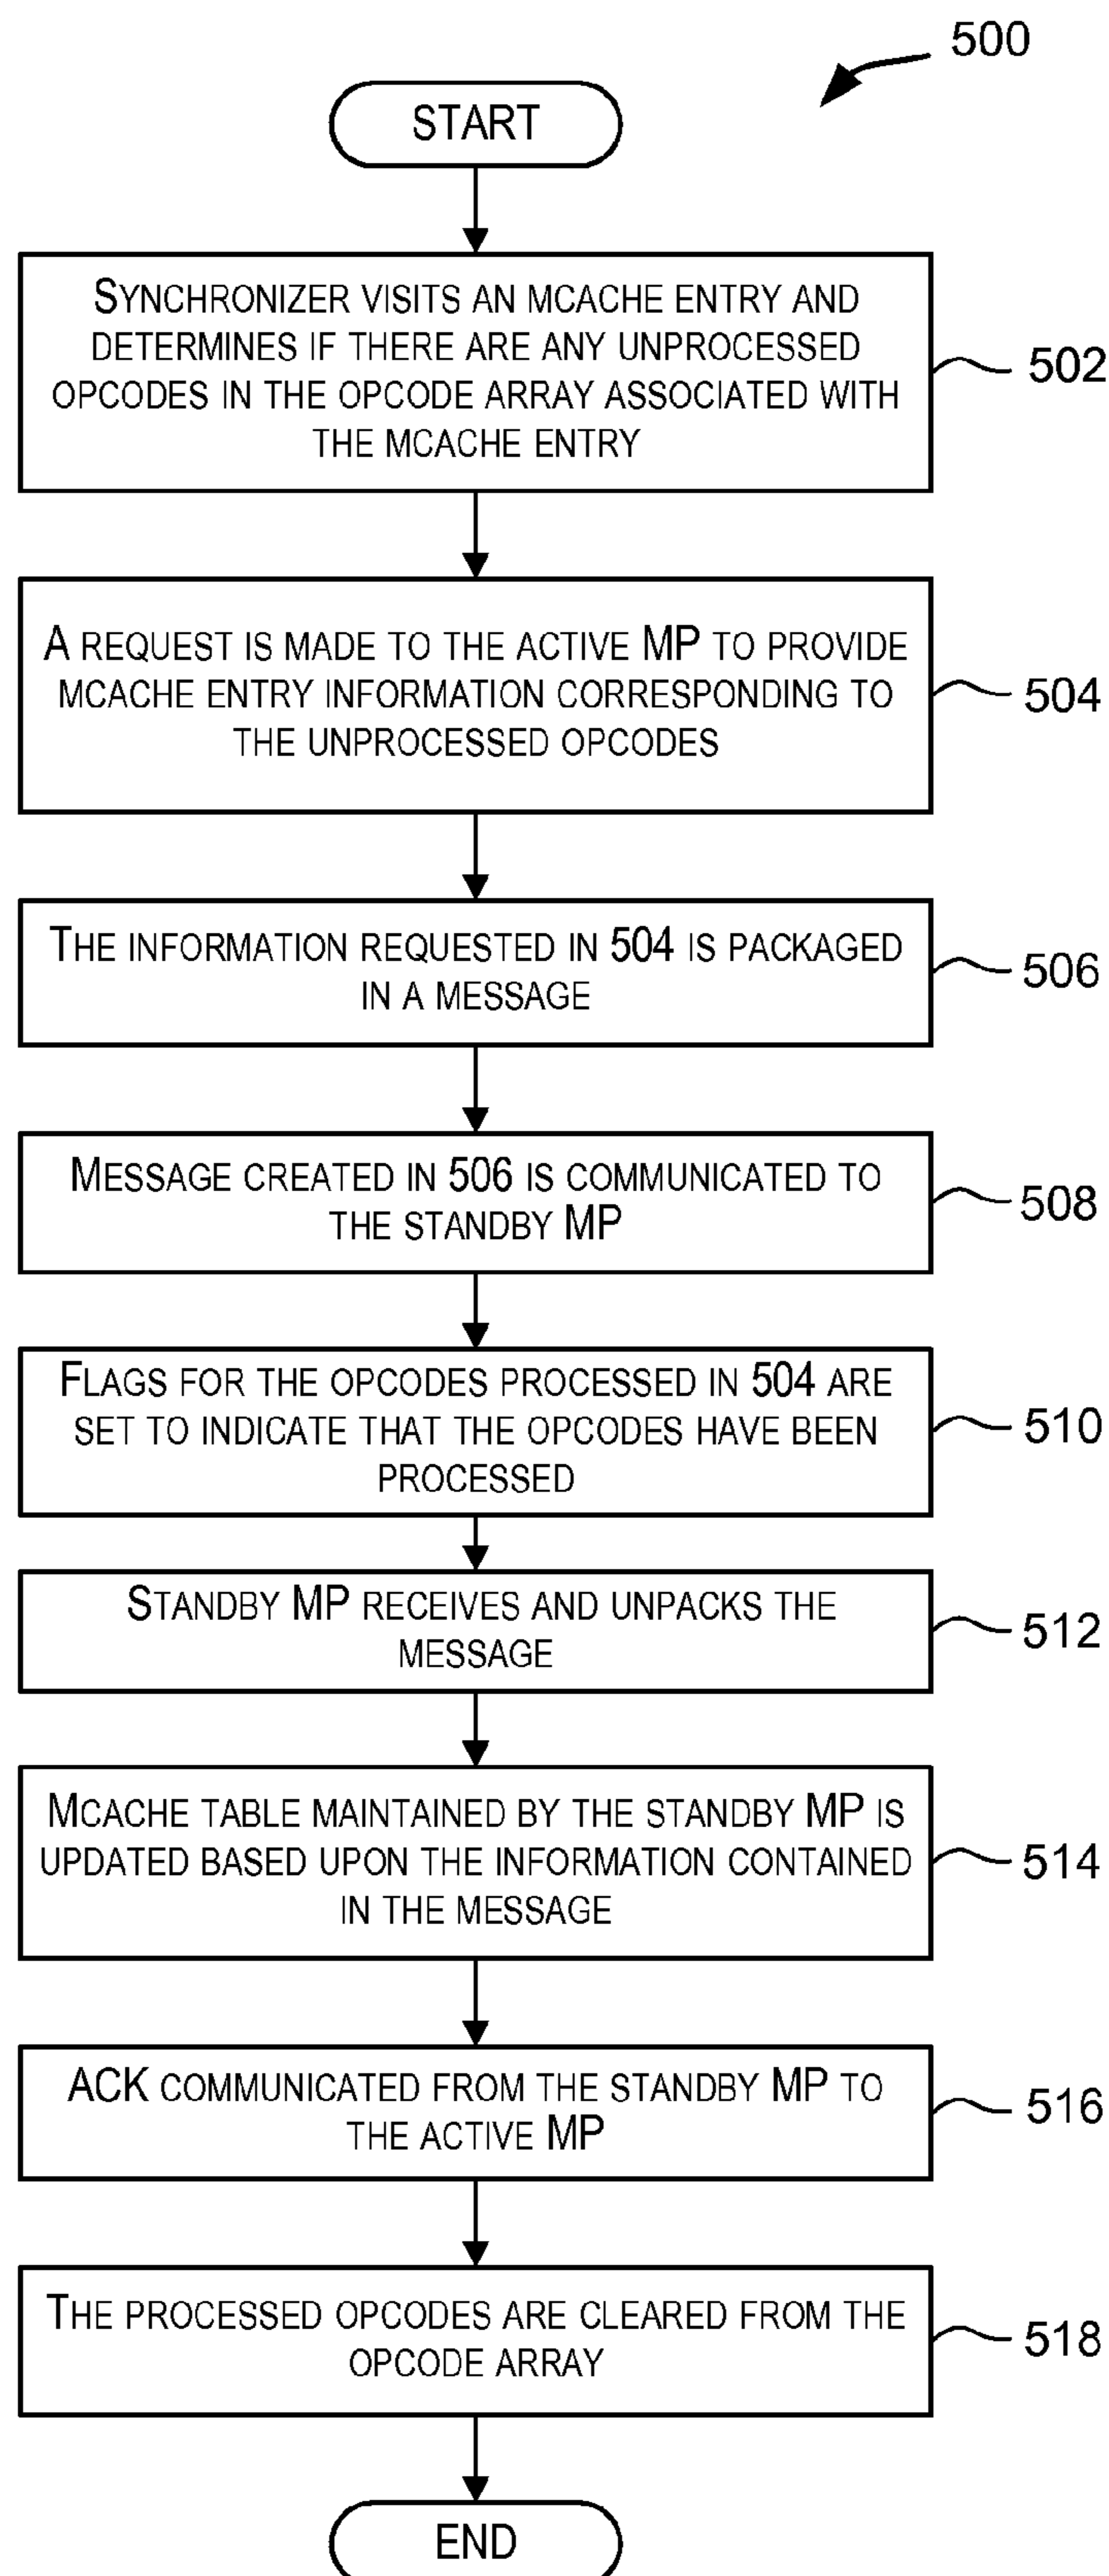 500
START
SYNCHRONIZER VISITS AN MCACHE ENTRY AND
DETERMINES IF THERE ARE ANY UNPROCESSED
OPCODES IN THE OPCODE ARRAY ASSOCIATED WITH
THE MCACHE ENTRY
502
A REQUEST IS MADE TO THE ACTIVE MP TO PROVIDE
MCACHE ENTRY INFORMATION CORRESPONDING TO
THE UNPROCESSED OPCODES
504
THE INFORMATION REQUESTED IN 504 IS PACKAGED
IN A MESSAGE
506
MESSAGE CREATED IN 506 IS COMMUNICATED TO
THE STANDBY MP
508
FLAGS FOR THE OPCODES PROCESSED IN 504 ARE
SET TO INDICATE THAT THE OPCODES HAVE BEEN
PROCESSED
510
STANDBY MP RECEIVES AND UNPACKS THE
MESSAGE
512
MCACHE TABLE MAINTAINED BY THE STANDBY MP IS
UPDATED BASED UPON THE INFORMATION CONTAINED
IN THE MESSAGE
514
ACK COMMUNICATED FROM THE STANDBY MP TO
THE ACTIVE MP
516
THE PROCESSED OPCODES ARE CLEARED FROM THE
OPCODE ARRAY
518
END